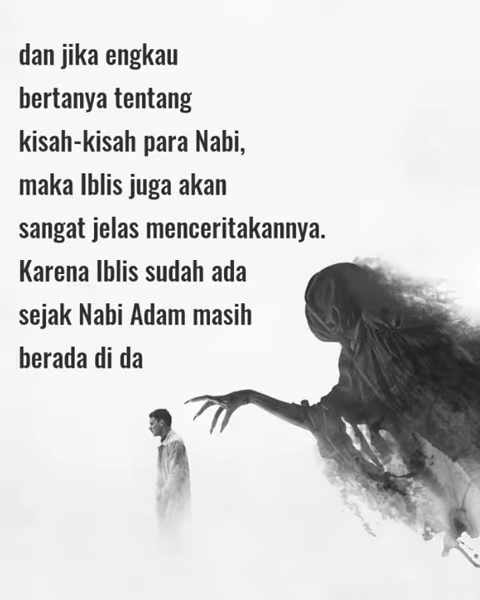 dan jika engkau
bertanya tentang
kisah-kisah para Nabi,
maka Iblis juga akan
sangat jelas menceritakannya.
Karena Iblis sudah ada
sejak Nabi Adam masih
berada di da